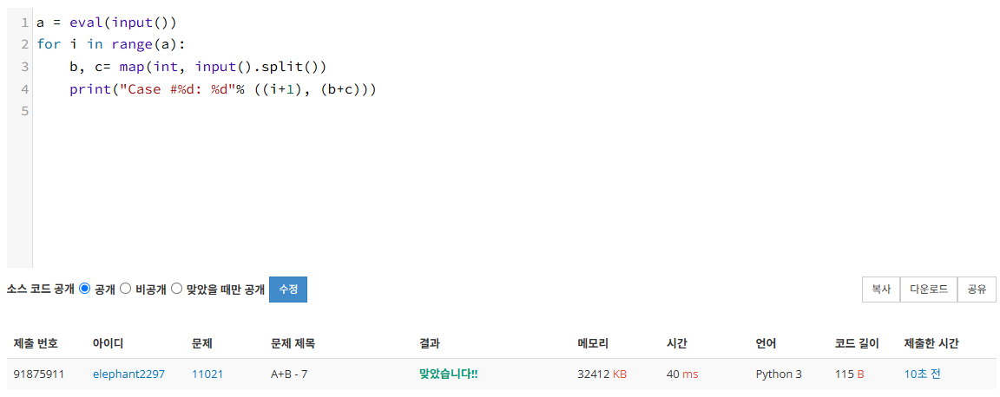 1 a = eval(input())
2 for i in range(a):
3     b, c= map(int, input().split())
4     print("Case #%d: %d"% ((i+1), (b+c)))
5
소스 코드 공개 공개 비공개 맞았을 때만 공개 수정 복사 다운로드 공유
제출 번호 아이디 문제 문제 제목 결과 메모리 시간 언어 코드 길이 제출한 시간
91875911 elephant2297 11021 A+B - 7 맞았습니다!! 32412 KB 40 ms Python 3 115 B 10초 전